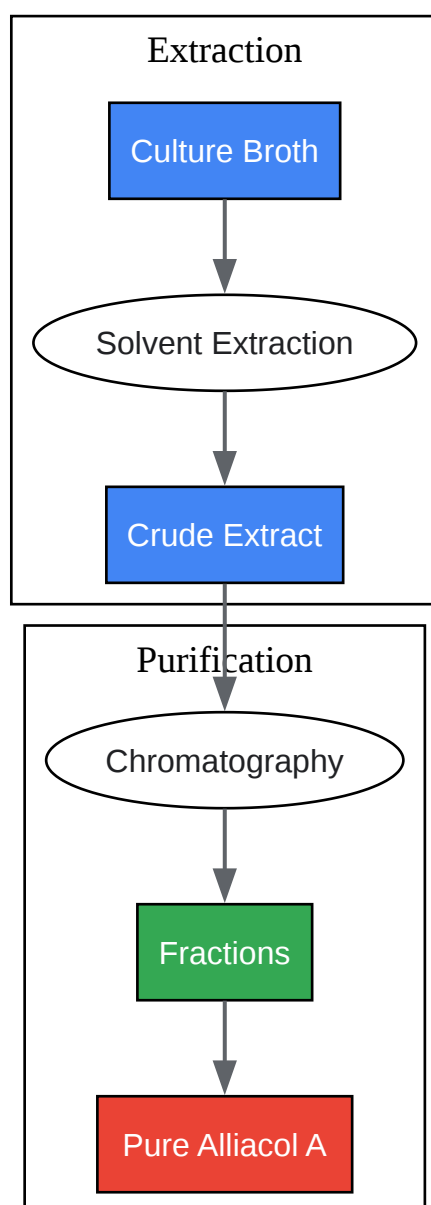 Extraction
Culture Broth
Solvent Extraction
Crude Extract
Purification
Chromatography
Fractions
Pure Alliacol A